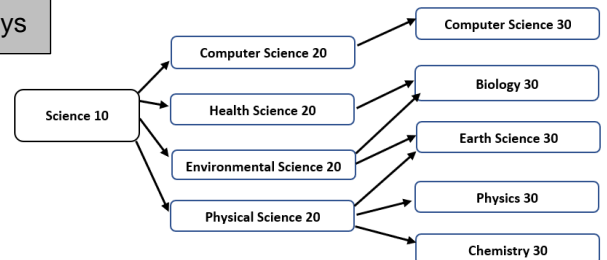 ys
Computer Science 30
Computer Science 20
Biology 30
Health Science 20
Science 10
Earth Science 30
Environmental Science 20
Physics 30
Physical Science 20
Chemistry 30